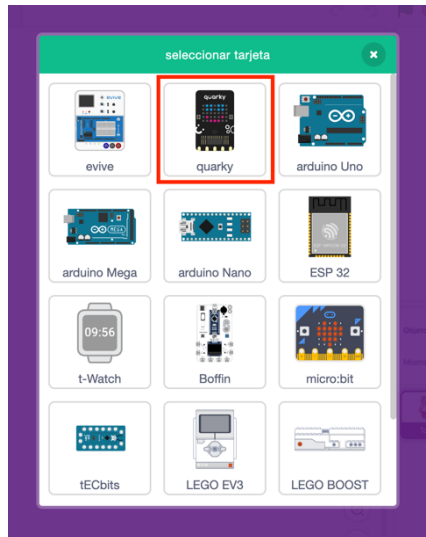 seleccionar tarjeta
evive
quarky
arduino Uno
arduino Mega
arduino Nano
ESP 32
09:56
t-Watch
Boffin
micro:bit
tECbits
LEGO EV3
LEGO BOOST